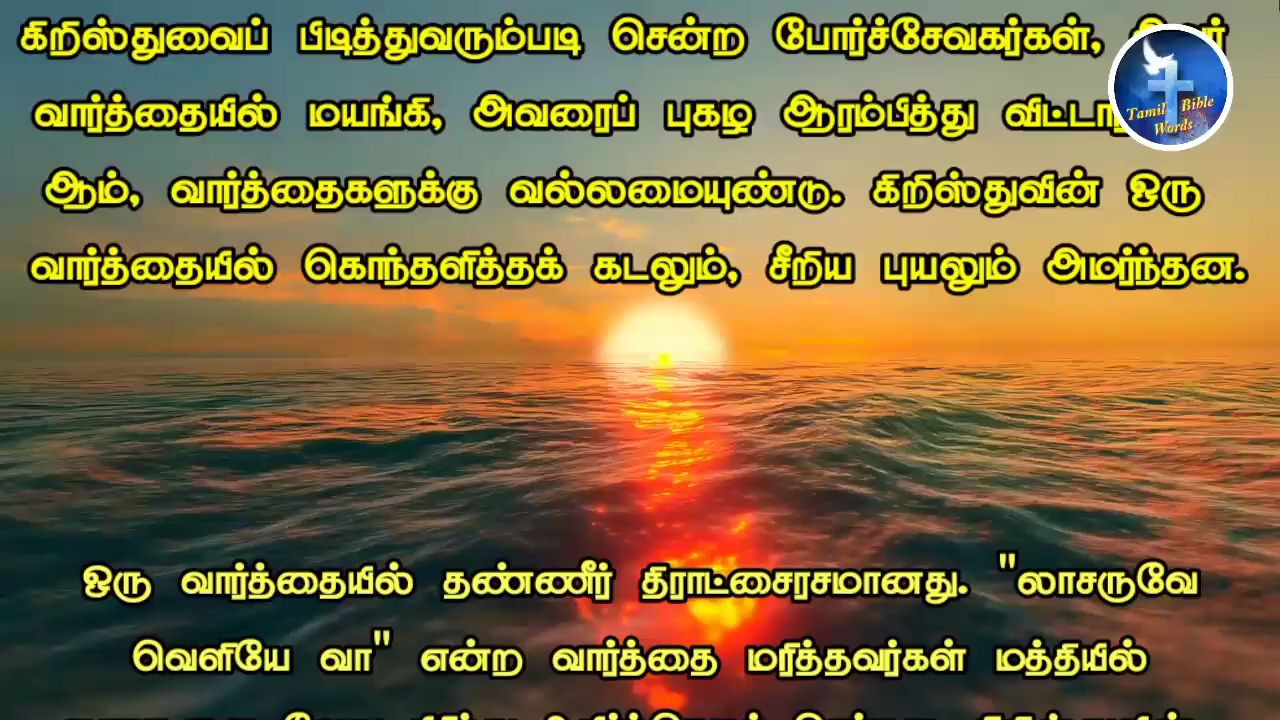 கிறிஸ்துவைப் பிடித்துவரும்படி சென்ற போர்ச்சேவகர்கள்,
வார்த்தையில் மயங்கி, அவரைப் புகழ ஆரம்பித்து
ஆம், வார்த்தைகளுக்கு வல்லமையுண்டு. கிறிஸ்துவின் ஒரு
வார்த்தையில் கொந்தளித்தக் கடலும், சீறிய புயலும் அமர்ந்தன.
Tamil Bible
Words
ஒரு வார்த்தையில் தண்ணீர் திராட்சைரசமானது. "லாசருவே
வெளியே வா" என்ற வார்த்தை மரித்தவர்கள் மத்தியில்